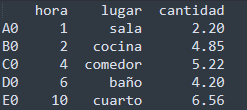 hora lugar cantidad
A0 1 sala 2.20
B0 2 cocina 4.85
C0 4 comedor 5.22
D0 6 baño 4.20
E0 10 cuarto 6.56